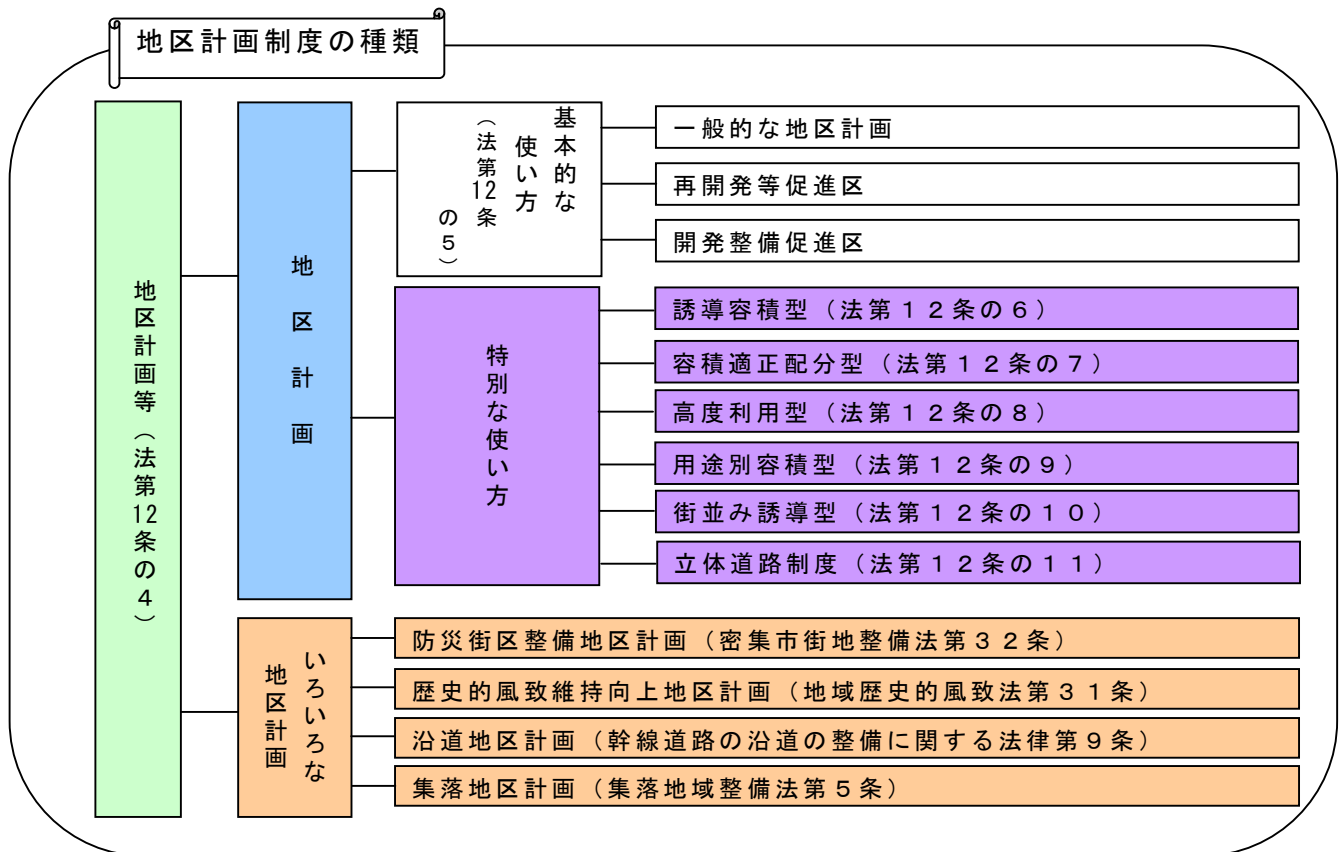 地区計画制度の種類
地区計画等（法第12条の４）
地区計画
基本的な
使い方
（法第12条
の５）
一般的な地区計画
再開発等促進区
開発整備促進区
特別な使い方
誘導容積型（法第１２条の６）
容積適正配分型（法第１２条の７）
高度利用型（法第１２条の８）
用途別容積型（法第１２条の９）
街並み誘導型（法第１２条の１０）
立体道路制度（法第１２条の１１）
いろいろな
地区計画
防災街区整備地区計画（密集市街地整備法第３２条）
歴史的風致維持向上地区計画（地域歴史的風致法第３１条）
沿道地区計画（幹線道路の沿道の整備に関する法律第９条）
集落地区計画（集落地域整備法第５条）